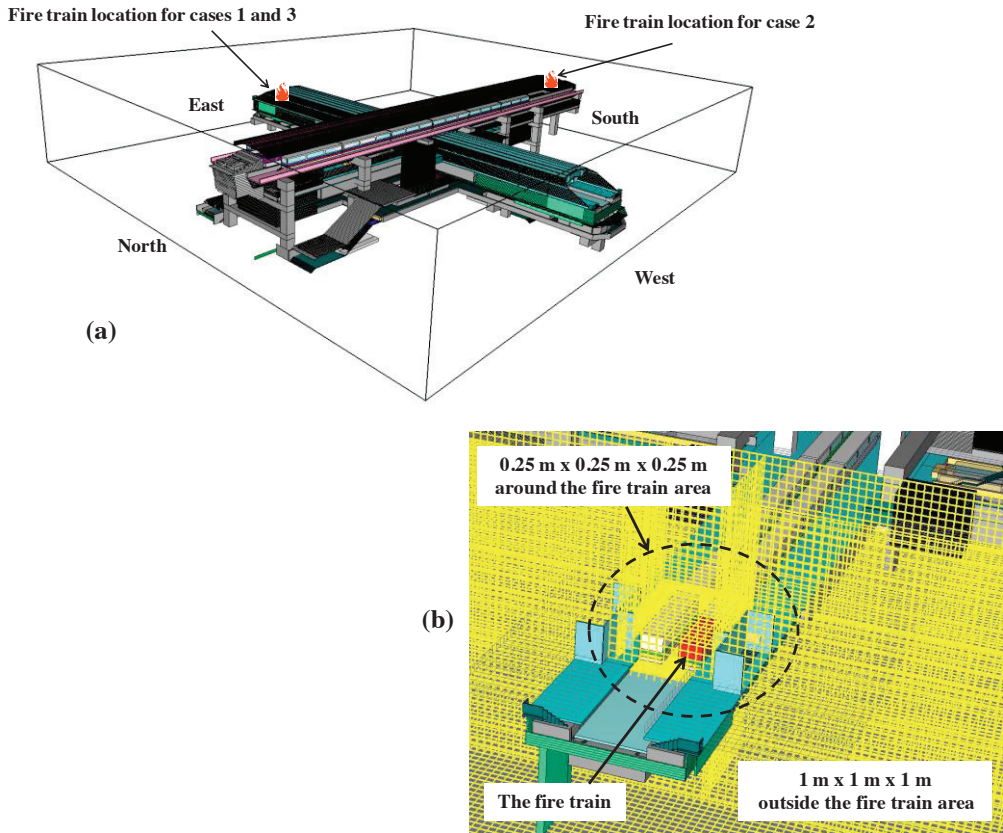 Fire train location for cases 1 and 3
Fire train location for case 2
East
South
North
West
(a)
0.25 m x 0.25 m x 0.25 m
around the fire train area
(b)
The fire train
1 m x 1 m x 1 m
outside the fire train area